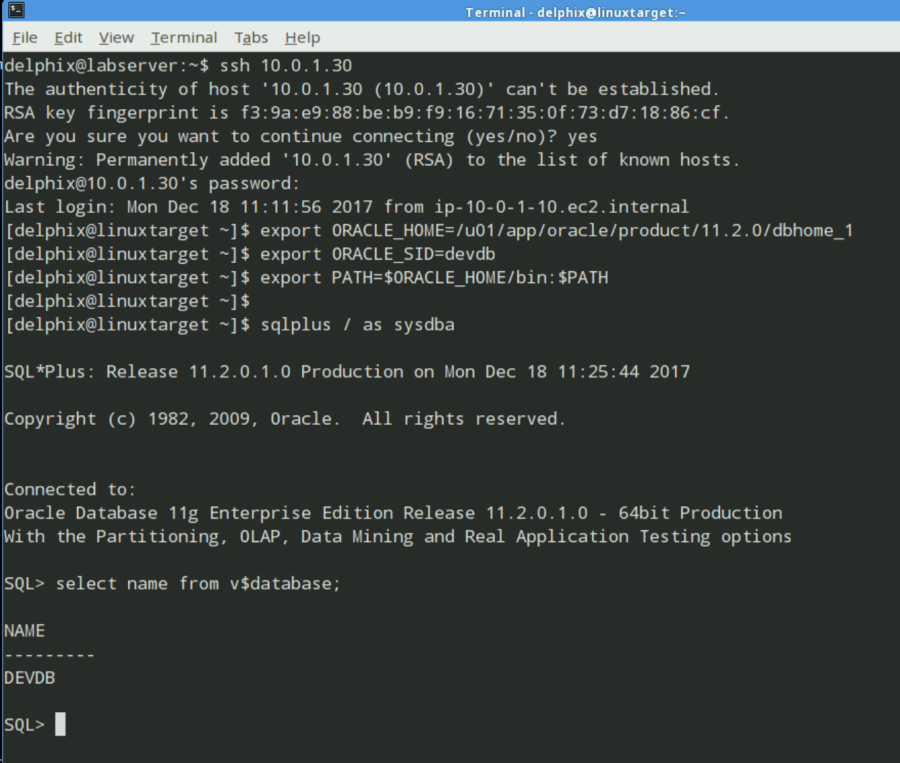 Terminal - delphix@linuxtarget:~
File Edit View Terminal Tabs Help
delphix@labserver:~$ ssh 10.0.1.30
The authenticity of host '10.0.1.30 (10.0.1.30)' can't be established.
RSA key fingerprint is f3:9a:e9:88:be:b9:f9:16:71:35:0f:73:d7:18:86:cf.
Are you sure you want to continue connecting (yes/no)? yes
Warning: Permanently added '10.0.1.30' (RSA) to the list of known hosts.
delphix@10.0.1.30's password:
Last login: Mon Dec 18 11:11:56 2017 from ip-10-0-1-10.ec2.internal
[delphix@linuxtarget ~]$ export ORACLE_HOME=/u01/app/oracle/product/11.2.0/dbhome_1
[delphix@linuxtarget ~]$ export ORACLE_SID=devdb
[delphix@linuxtarget ~]$ export PATH=$ORACLE_HOME/bin:$PATH
[delphix@linuxtarget ~]$
[delphix@linuxtarget ~]$ sqlplus / as sysdba
SQL*Plus: Release 11.2.0.1.0 Production on Mon Dec 18 11:25:44 2017
Copyright (c) 1982, 2009, Oracle.  All rights reserved.
Connected to:
Oracle Database 11g Enterprise Edition Release 11.2.0.1.0 - 64bit Production
With the Partitioning, OLAP, Data Mining and Real Application Testing options
SQL> select name from v$database;
NAME
---------
DEVDB
SQL>